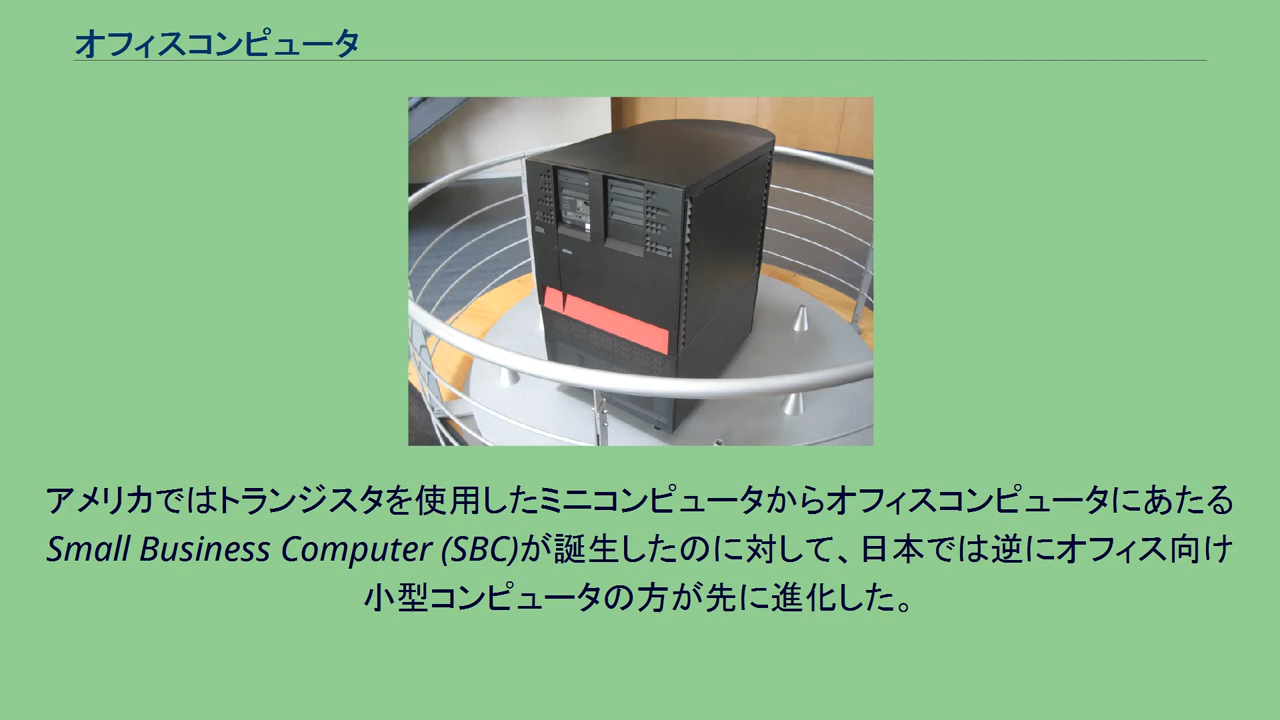 オフィスコンピュータ
IBM
アメリカではトランジスタを使用したミニコンピュータからオフィスコンピュータにあたる
Small Business Computer (SBC)が誕生したのに対して、日本では逆にオフィス向け
小型コンピュータの方が先に進化した。